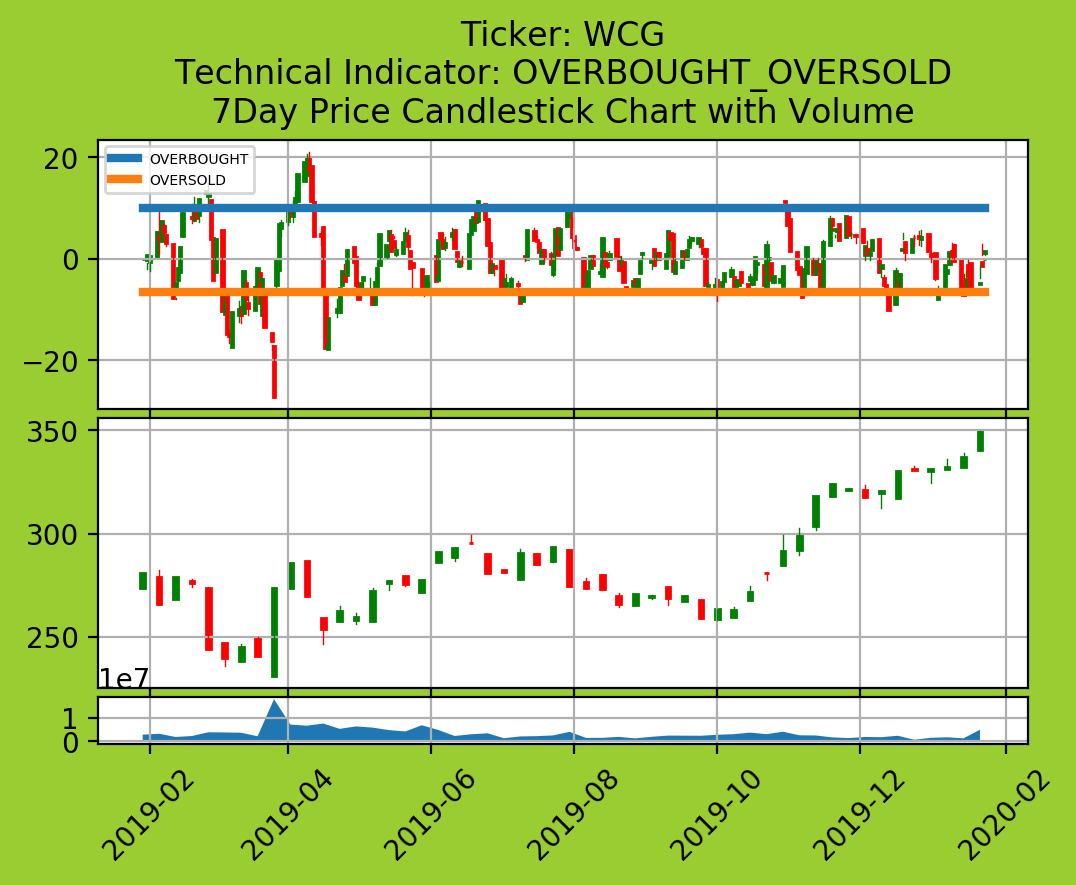 Ticker: WCG
Technical Indicator: OVERBOUGHT_OVERSOLD
7Day Price Candlestick Chart with Volume
OVERBOUGHT
OVERSOLD
20
0
−20
350
300
250
1e7
1
0
2019-02
2019-04
2019-06
2019-08
2019-10
2019-12
2020-02